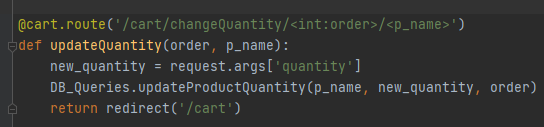 @cart.route('/cart/changeQuantity/<int:order>/<p_name>')
def updateQuantity(order, p_name):
    new_quantity = request.args['quantity']
    DB_Queries.updateProductQuantity(p_name, new_quantity, order)
    return redirect('/cart')